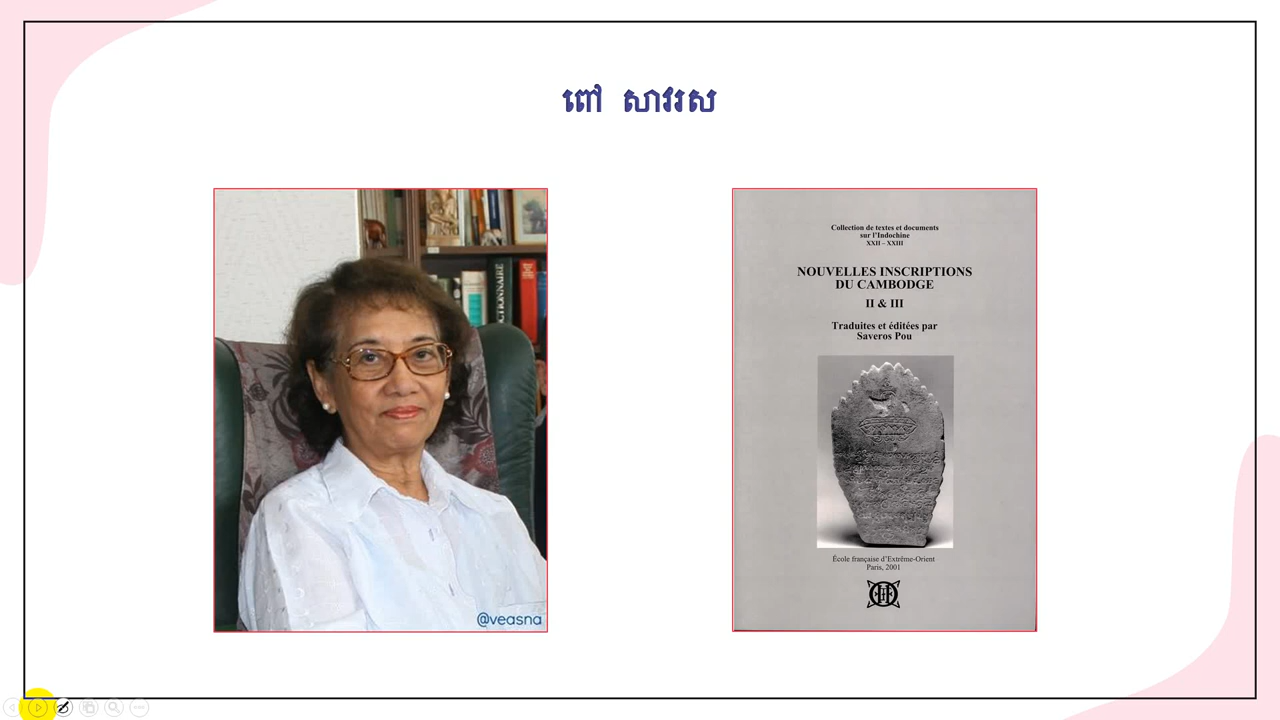 ពៅ សាវរស
Collection de textes et documents
sur l'Indochine
XXII – XXIII
NOUVELLES INSCRIPTIONS
DU CAMBODGE
II & III
Traduites et éditées par
Saveros Pou
École française d'Extrême-Orient
Paris, 2001
CTIONNAIRE
@veasna